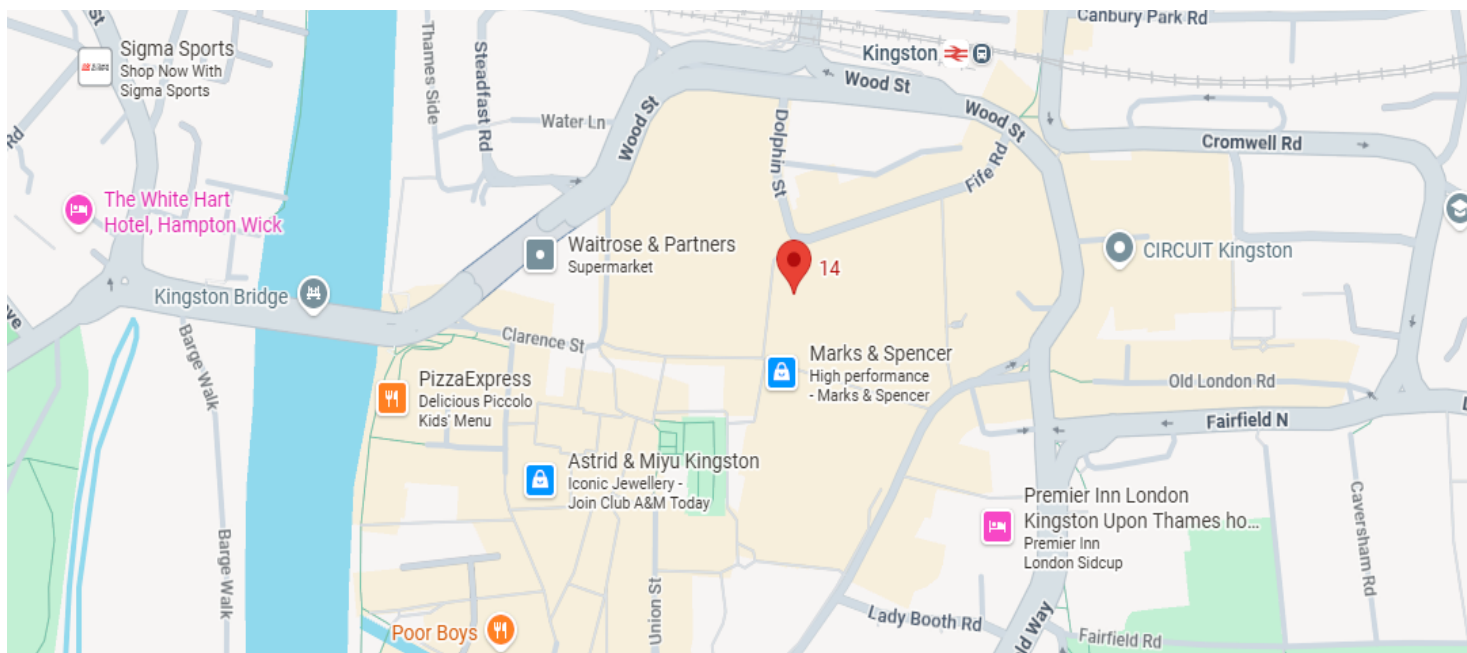 St
Canbury Park Rd
Sigma Sports
Shop Now With
Sigma Sports
Thames Side
Steadfast Rd
Kingston
Wood St
Wood St
Wood St
Water Ln
Dolphin St
Fife Rd
Cromwell Rd
Rd
The White Hart
Hotel, Hampton Wick
Waitrose & Partners
Supermarket
14
CIRCUIT Kingston
Kingston Bridge
Barge Walk
Clarence St
Marks & Spencer
High performance
- Marks & Spencer
PizzaExpress
Delicious Piccolo
Kids' Menu
Old London Rd
Fairfield N
Astrid & Miyu Kingston
Iconic Jewellery -
Join Club A&M Today
Premier Inn London
Kingston Upon Thames ho...
Premier Inn
London Sidcup
Caversham Rd
Barge Walk
Union St
Lady Booth Rd
Poor Boys
Way
Fairfield Rd